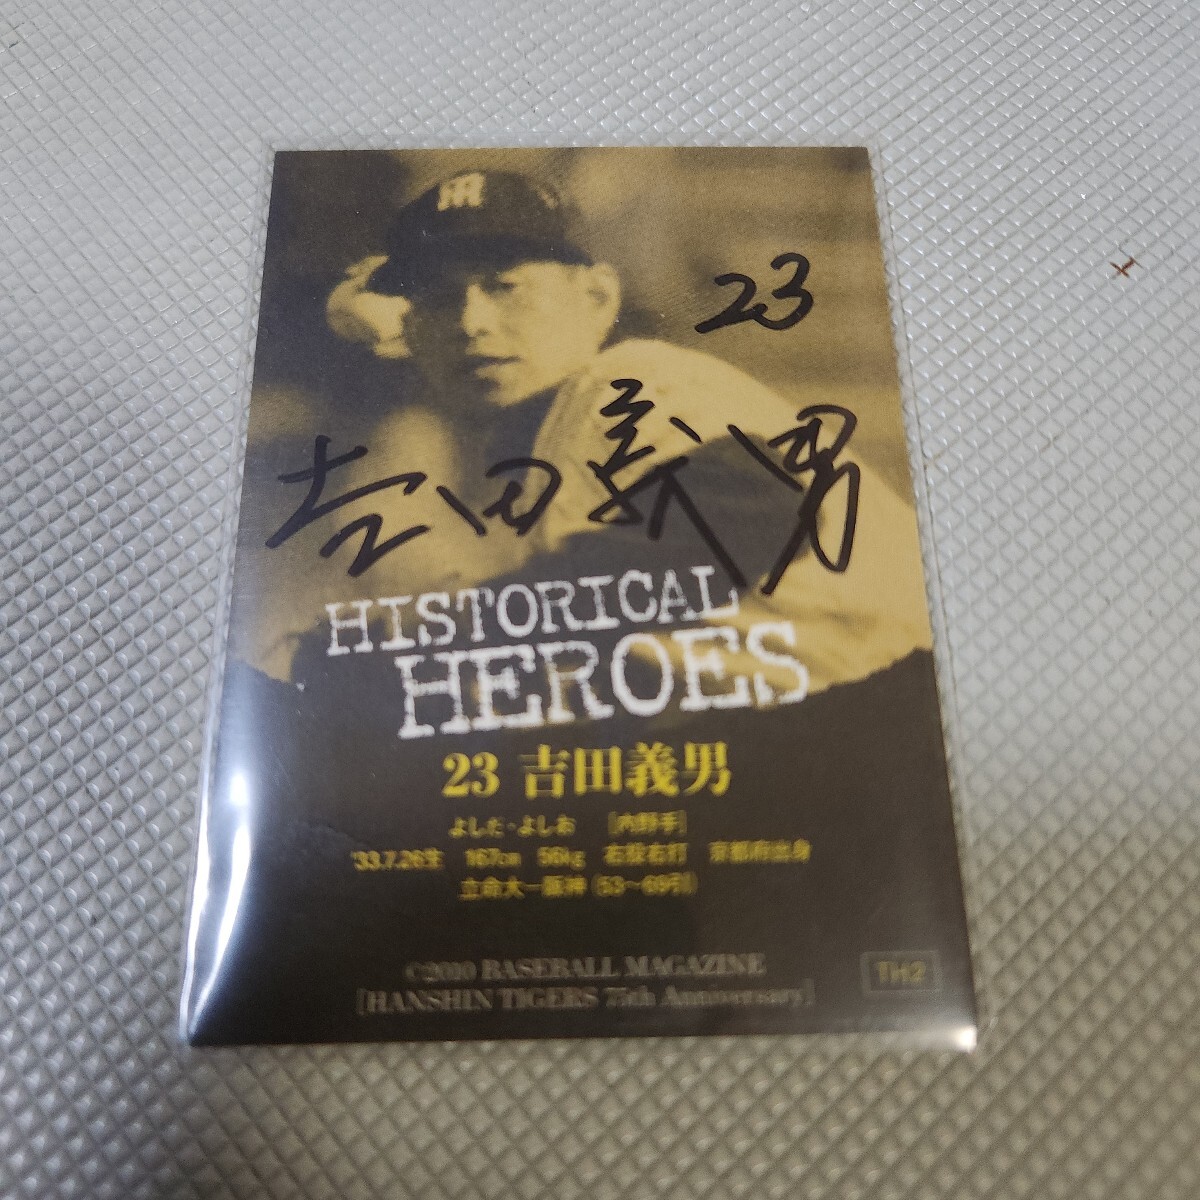 TH
23
吉田義男
HISTORICAL
HEROES
23 吉田義男
よしだ・よしお [内野手]
'33.7.26生 167cm 56kg 右投右打 京都府出身
立命大－阪神 (53～69引)
©2010 BASEBALL MAGAZINE
[HANSHIN TIGERS 75th Anniversary]
TH2